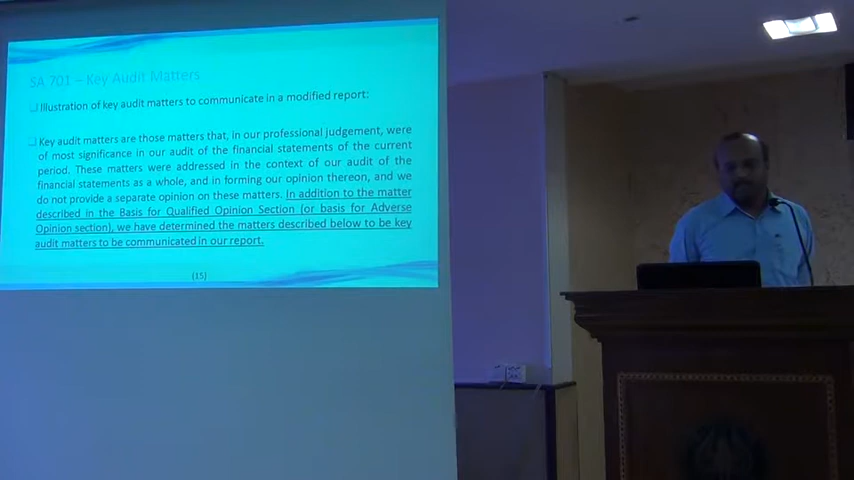 SA 701 – Key Audit Matters
Illustration of key audit matters to communicate in a modified report:
Key audit matters are those matters that, in our professional judgement, were
of most significance in our audit of the financial statements of the current
period. These matters were addressed in the context of our audit of the
financial statements as a whole, and in forming our opinion thereon, and we
do not provide a separate opinion on these matters. In addition to the matter
described in the Basis for Qualified Opinion Section (or basis for Adverse
Opinion section), we have determined the matters described below to be key
audit matters to be communicated in our report.
(15)